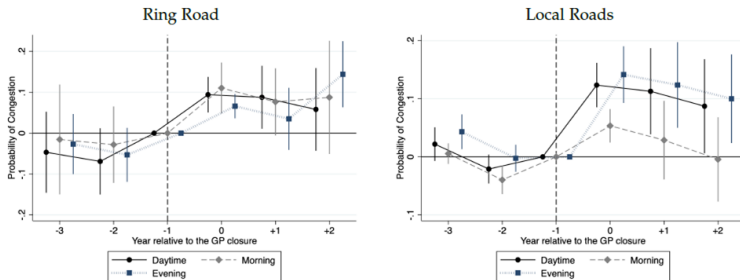 Ring Road
Probability of Congestion
.2
.1
0
-.1
-.2
-3
-2
-1
0
+1
+2
Year relative to the GP closure
Daytime
Morning
Evening
Local Roads
Probability of Congestion
.2
.1
0
-.1
-3
-2
-1
0
+1
+2
Year relative to the GP closure
Daytime
Morning
Evening